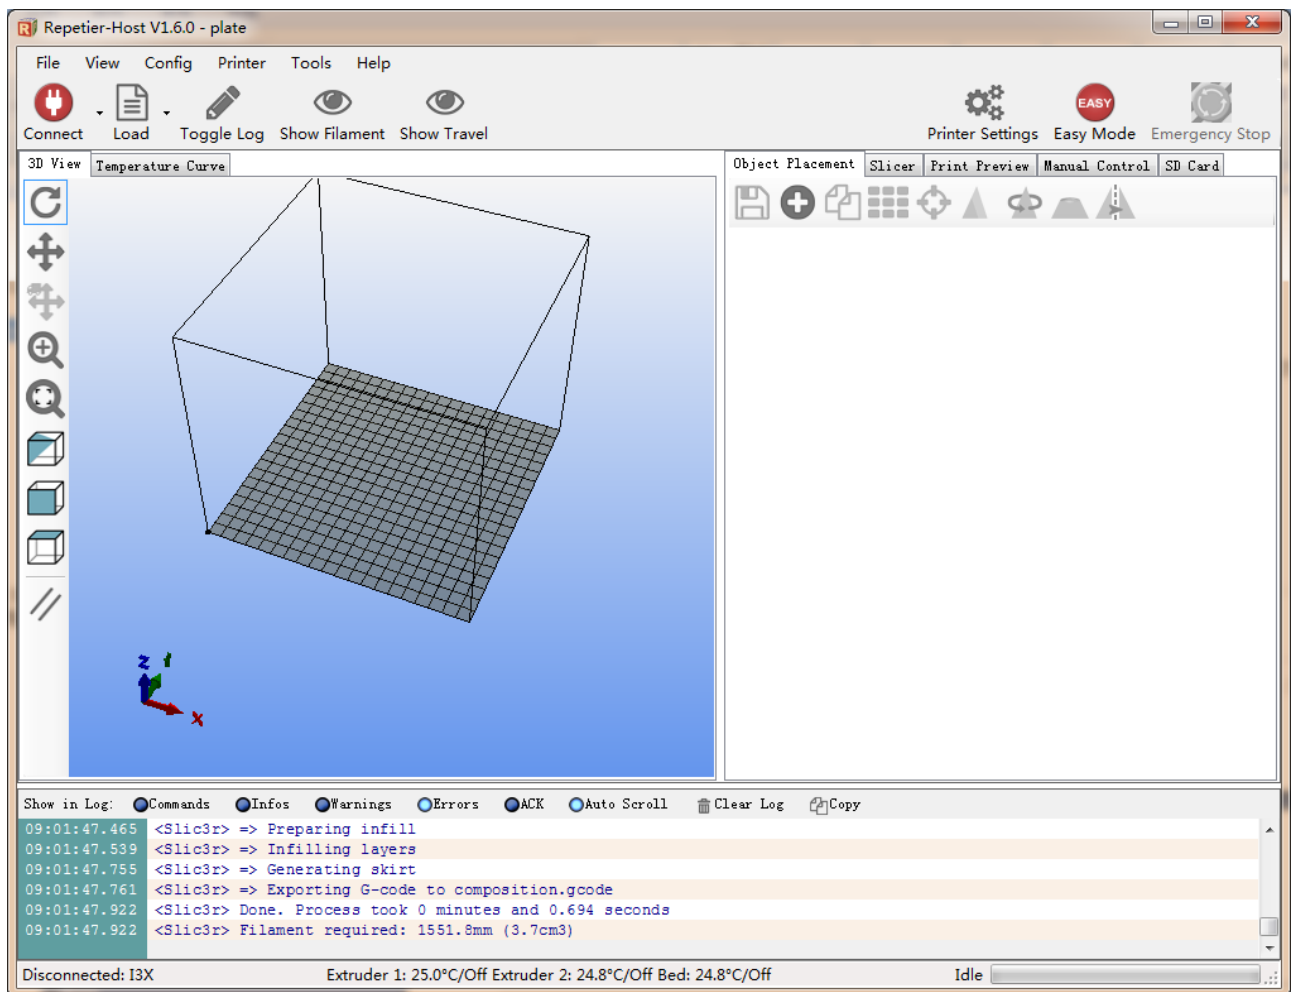 Repetier-Host V1.6.0 - plate
File View Config Printer Tools Help
EASY
Connect Load Toggle Log Show Filament Show Travel Printer Settings Easy Mode Emergency Stop
3D View Temperature Curve Object Placement Slicer Print Preview Manual Control SD Card
Z
X
Show in Log: Commands Infos Warnings Errors ACK Auto Scroll Clear Log Copy
09:01:47.465 <Slic3r> => Preparing infill
09:01:47.539 <Slic3r> => Infilling layers
09:01:47.755 <Slic3r> => Generating skirt
09:01:47.761 <Slic3r> => Exporting G-code to composition.gcode
09:01:47.922 <Slic3r> Done. Process took 0 minutes and 0.694 seconds
09:01:47.922 <Slic3r> Filament required: 1551.8mm (3.7cm3)
Disconnected: I3X Extruder 1: 25.0°C/Off Extruder 2: 24.8°C/Off Bed: 24.8°C/Off Idle